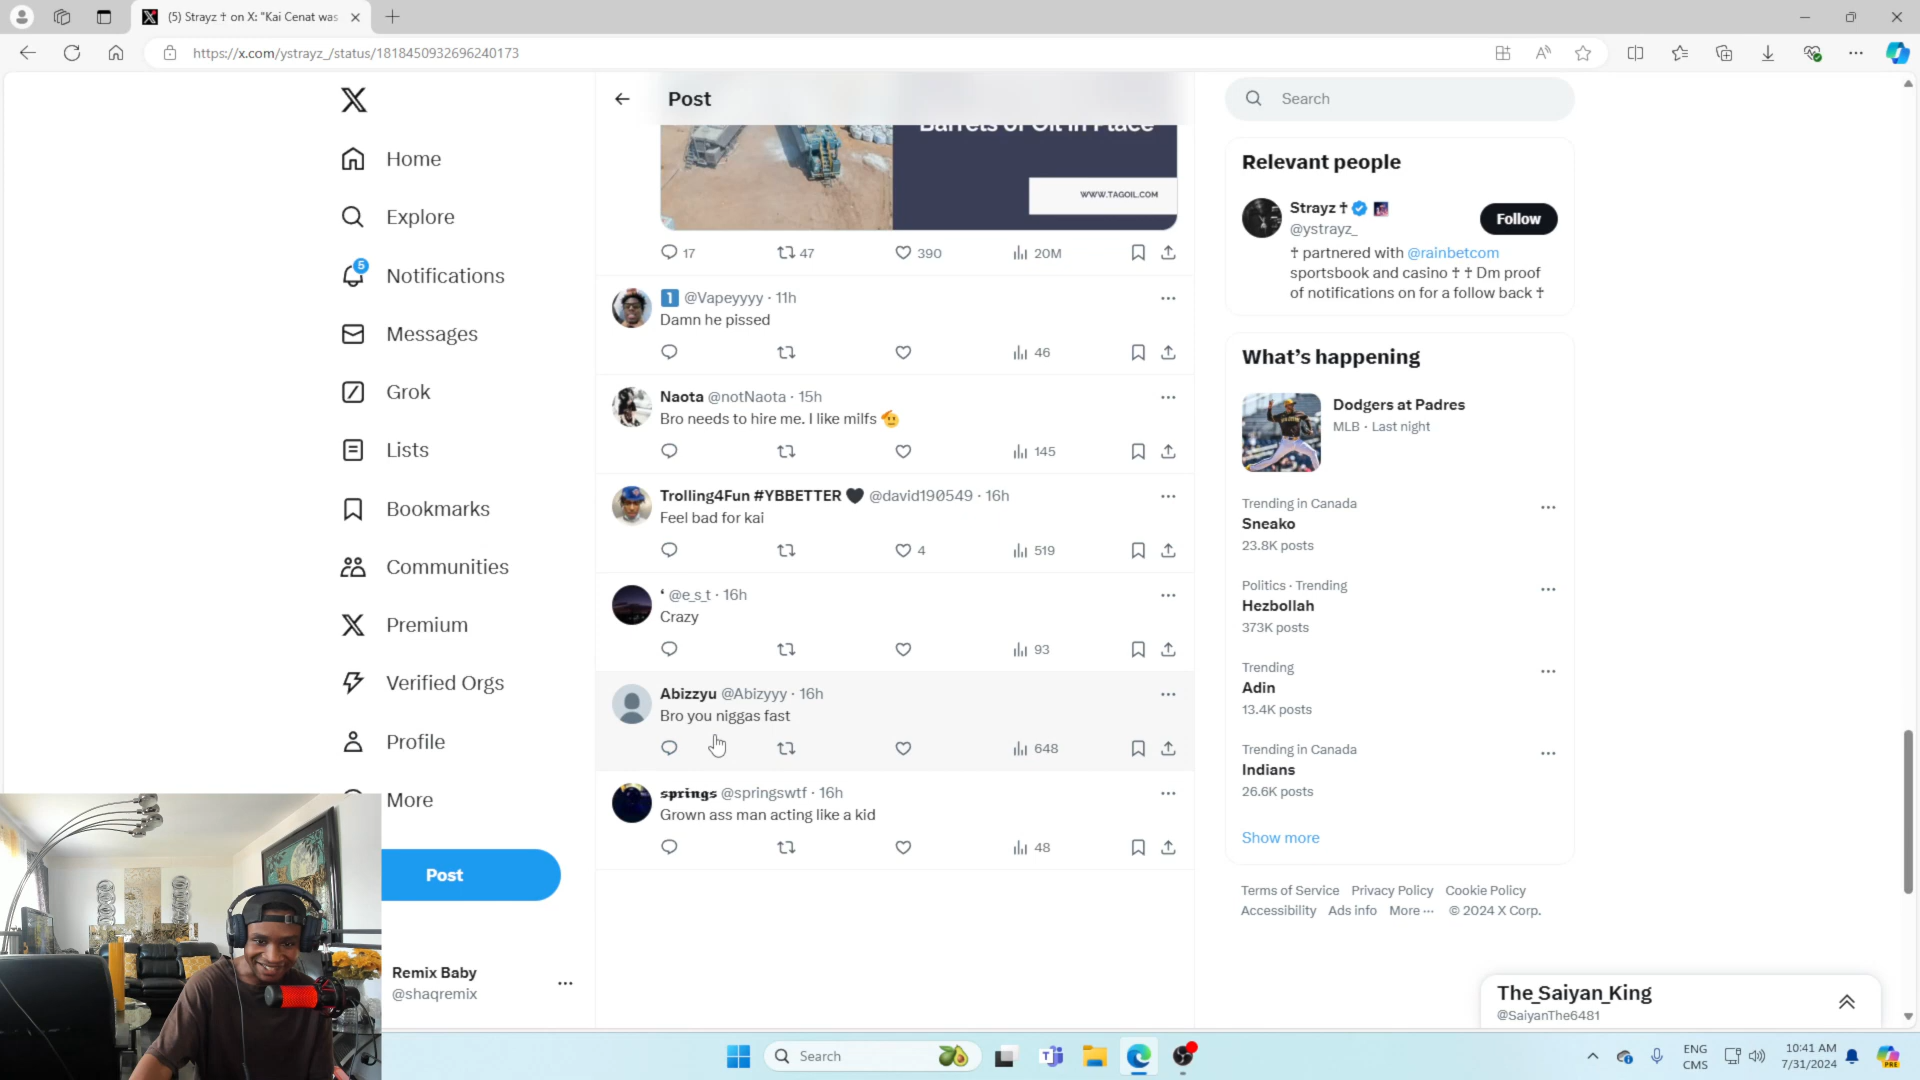 (5) Strayz † on X: "Kai Cenat was
https://x.com/ystrayz_/status/1818450932696240173
Home
Explore
5
Notifications
Messages
Grok
Lists
Bookmarks
Communities
Premium
Verified Orgs
Profile
More
Post
Remix Baby
@shaqremix
Post
Barrels of Oil in Place
WWW.TAGOIL.COM
17 47 390 20M
1 @Vapeyyyy · 11h
Damn he pissed
46
Naota @notNaota · 15h
Bro needs to hire me. I like milfs
145
Trolling4Fun #YBBETTER @david190549 · 16h
Feel bad for kai
4 519
‘ @e_s_t · 16h
Crazy
93
Abizzyu @Abizyyy · 16h
Bro you niggas fast
648
springs @springswtf · 16h
Grown ass man acting like a kid
48
Search
Relevant people
Strayz †
@ystrayz_
Follow
† partnered with @rainbetcom
sportsbook and casino † † Dm proof
of notifications on for a follow back †
What’s happening
Dodgers at Padres
MLB · Last night
Trending in Canada
Sneako
23.8K posts
Politics · Trending
Hezbollah
373K posts
Trending
Adin
13.4K posts
Trending in Canada
Indians
26.6K posts
Show more
Terms of Service Privacy Policy Cookie Policy
Accessibility Ads info More ··· © 2024 X Corp.
The_Saiyan_King
@SaiyanThe6481
Search
ENG
CMS
10:41 AM
7/31/2024
PRE